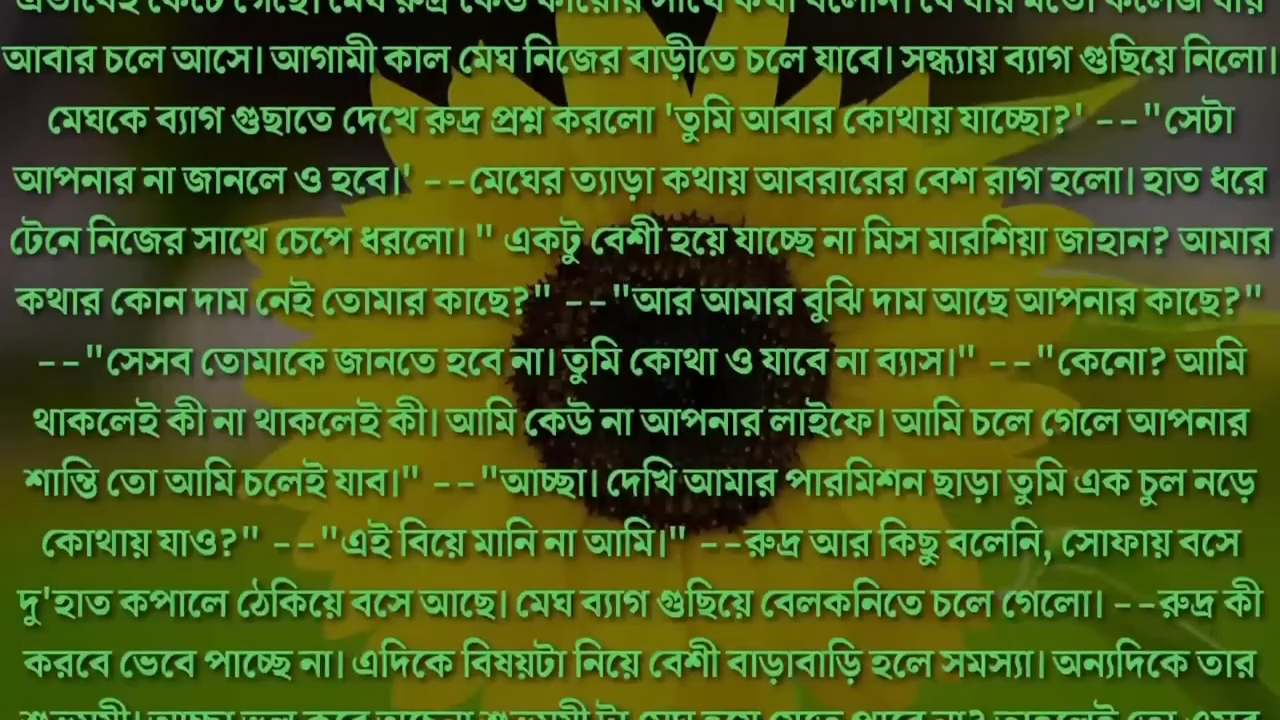 আবার চলে আসে। আগামী কাল মেঘ নিজের বাড়ীতে চলে যাবে। সন্ধ্যায় ব্যাগ গুছিয়ে নিলো।
মেঘকে ব্যাগ গুছাতে দেখে রুদ্র প্রশ্ন করলো 'তুমি আবার কোথায় যাচ্ছো?' --"সেটা
আপনার না জানলে ও হবে।' --মেঘের ত্যাড়া কথায় আবরারের বেশ রাগ হলো। হাত ধরে
টেনে নিজের সাথে চেপে ধরলো। " একটু বেশী হয়ে যাচ্ছে না মিস মারশিয়া জাহান? আমার
কথার কোন দাম নেই তোমার কাছে?" --"আর আমার বুঝি দাম আছে আপনার কাছে?"
--"সেসব তোমাকে জানতে হবে না। তুমি কোথা ও যাবে না ব্যাস।" --"কেনো? আমি
থাকলেই কী না থাকলেই কী। আমি কেউ না আপনার লাইফে। আমি চলে গেলে আপনার
শান্তি তো আমি চলেই যাব।" --"আচ্ছা। দেখি আমার পারমিশন ছাড়া তুমি এক চুল নড়ে
কোথায় যাও?" --"এই বিয়ে মানি না আমি।" --রুদ্র আর কিছু বলেনি, সোফায় বসে
দু'হাত কপালে ঠেকিয়ে বসে আছে। মেঘ ব্যাগ গুছিয়ে বেলকনিতে চলে গেলো। --রুদ্র কী
করবে ভেবে পাচ্ছে না। এদিকে বিষয়টা নিয়ে বেশী বাড়াবাড়ি হলে সমস্যা। অন্যদিকে তার